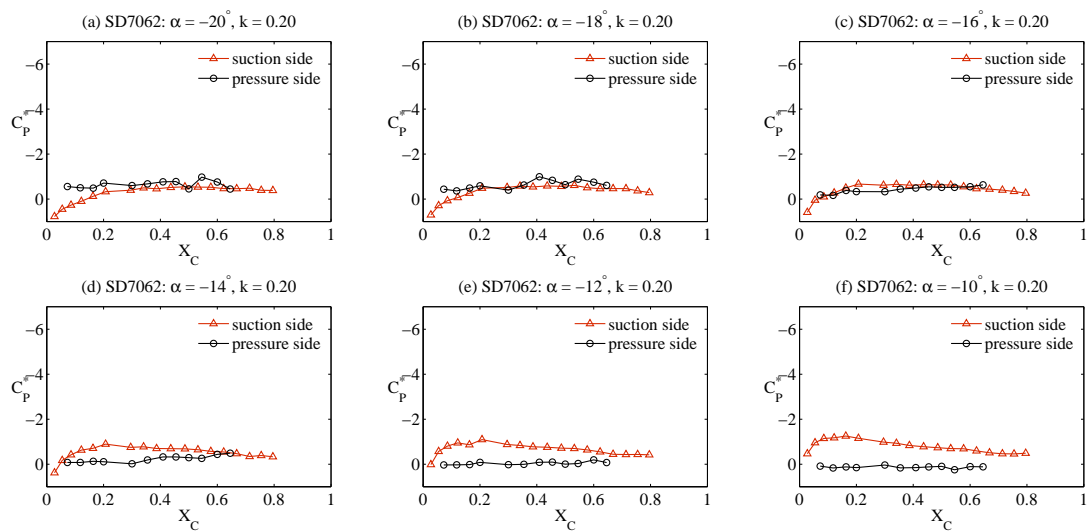 (a) SD7062: α = −20°, k = 0.20
suction side
pressure side
−6
−4
−2
0
C_P^*
0 0.2 0.4 0.6 0.8 1
X_C
(b) SD7062: α = −18°, k = 0.20
suction side
pressure side
−6
−4
−2
0
C_P^*
0 0.2 0.4 0.6 0.8 1
X_C
(c) SD7062: α = −16°, k = 0.20
suction side
pressure side
−6
−4
−2
0
C_P^*
0 0.2 0.4 0.6 0.8 1
X_C
(d) SD7062: α = −14°, k = 0.20
suction side
pressure side
−6
−4
−2
0
C_P^*
0 0.2 0.4 0.6 0.8 1
X_C
(e) SD7062: α = −12°, k = 0.20
suction side
pressure side
−6
−4
−2
0
C_P^*
0 0.2 0.4 0.6 0.8 1
X_C
(f) SD7062: α = −10°, k = 0.20
suction side
pressure side
−6
−4
−2
0
C_P^*
0 0.2 0.4 0.6 0.8 1
X_C